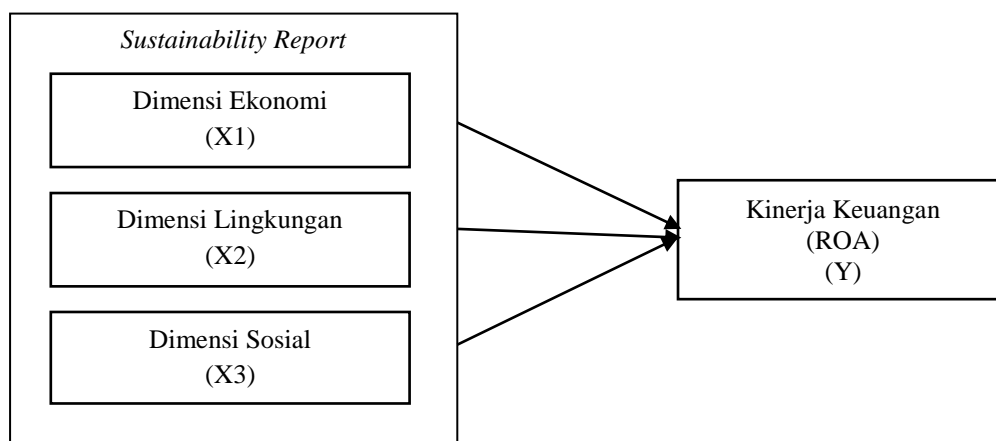 Sustainability Report
Dimensi Ekonomi
(X1)
Dimensi Lingkungan
(X2)
Dimensi Sosial
(X3)
Kinerja Keuangan
(ROA)
(Y)